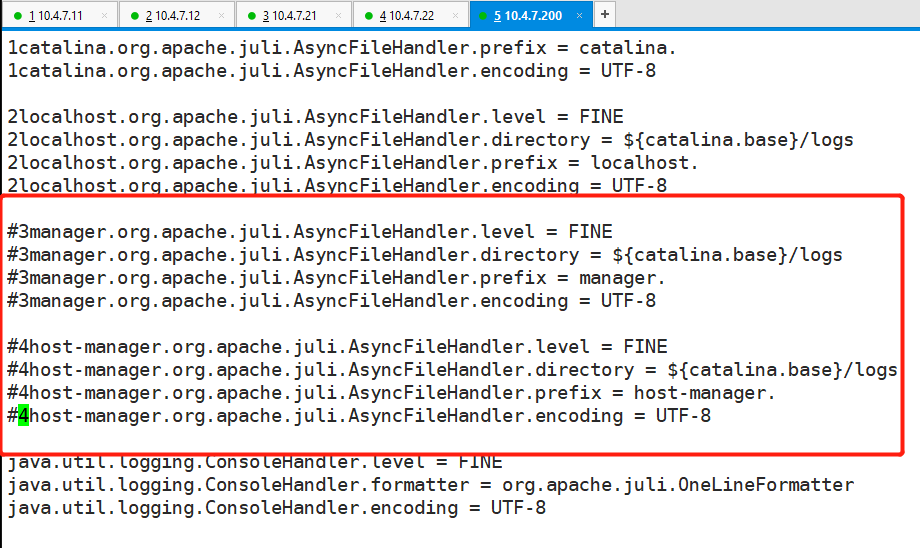 1 10.4.7.11 × 2 10.4.7.12 × 3 10.4.7.21 × 4 10.4.7.22 × 5 10.4.7.200 × +
1catalina.org.apache.juli.AsyncFileHandler.prefix = catalina.
1catalina.org.apache.juli.AsyncFileHandler.encoding = UTF-8
2localhost.org.apache.juli.AsyncFileHandler.level = FINE
2localhost.org.apache.juli.AsyncFileHandler.directory = ${catalina.base}/logs
2localhost.org.apache.juli.AsyncFileHandler.prefix = localhost.
2localhost.org.apache.juli.AsyncFileHandler.encoding = UTF-8
#3manager.org.apache.juli.AsyncFileHandler.level = FINE
#3manager.org.apache.juli.AsyncFileHandler.directory = ${catalina.base}/logs
#3manager.org.apache.juli.AsyncFileHandler.prefix = manager.
#3manager.org.apache.juli.AsyncFileHandler.encoding = UTF-8
#4host-manager.org.apache.juli.AsyncFileHandler.level = FINE
#4host-manager.org.apache.juli.AsyncFileHandler.directory = ${catalina.base}/logs
#4host-manager.org.apache.juli.AsyncFileHandler.prefix = host-manager.
#4host-manager.org.apache.juli.AsyncFileHandler.encoding = UTF-8
java.util.logging.ConsoleHandler.level = FINE
java.util.logging.ConsoleHandler.formatter = org.apache.juli.OneLineFormatter
java.util.logging.ConsoleHandler.encoding = UTF-8